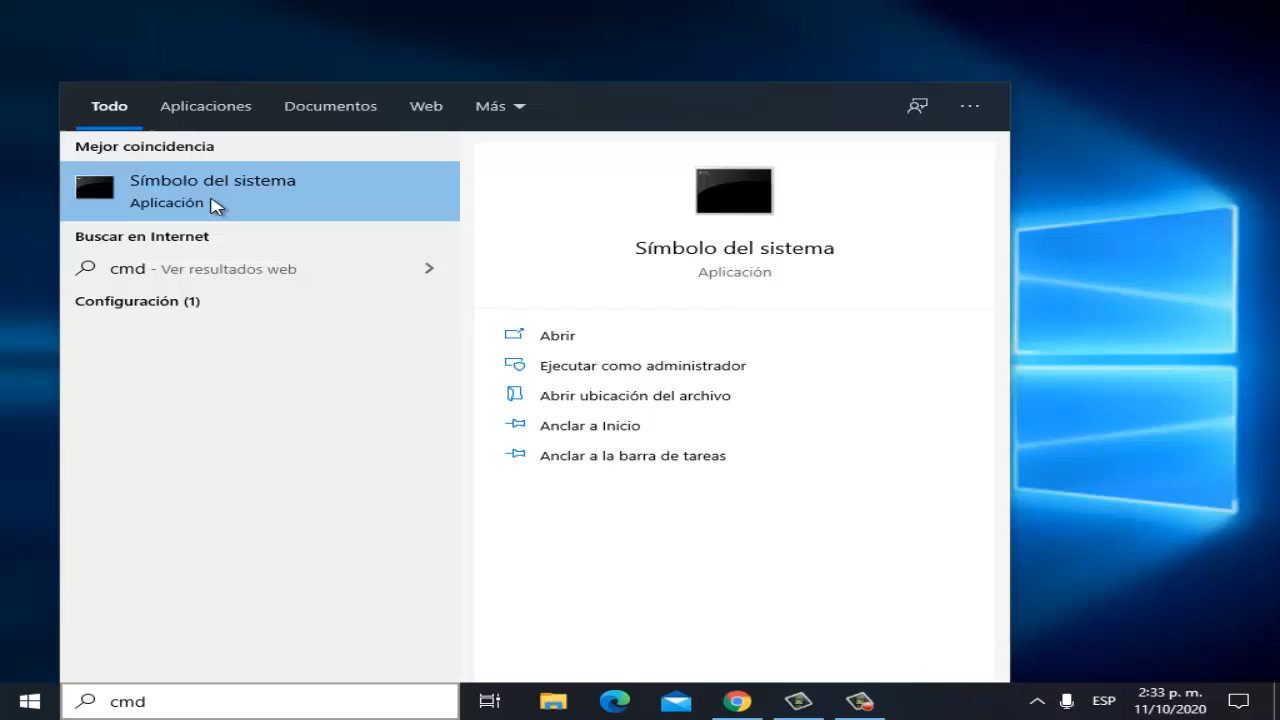 Todo Aplicaciones Documentos Web Más
Mejor coincidencia
Símbolo del sistema
Aplicación
Buscar en Internet
cmd - Ver resultados web
Configuración (1)
Símbolo del sistema
Aplicación
Abrir
Ejecutar como administrador
Abrir ubicación del archivo
Anclar a Inicio
Anclar a la barra de tareas
cmd
ESP
2:33 p. m.
11/10/2020